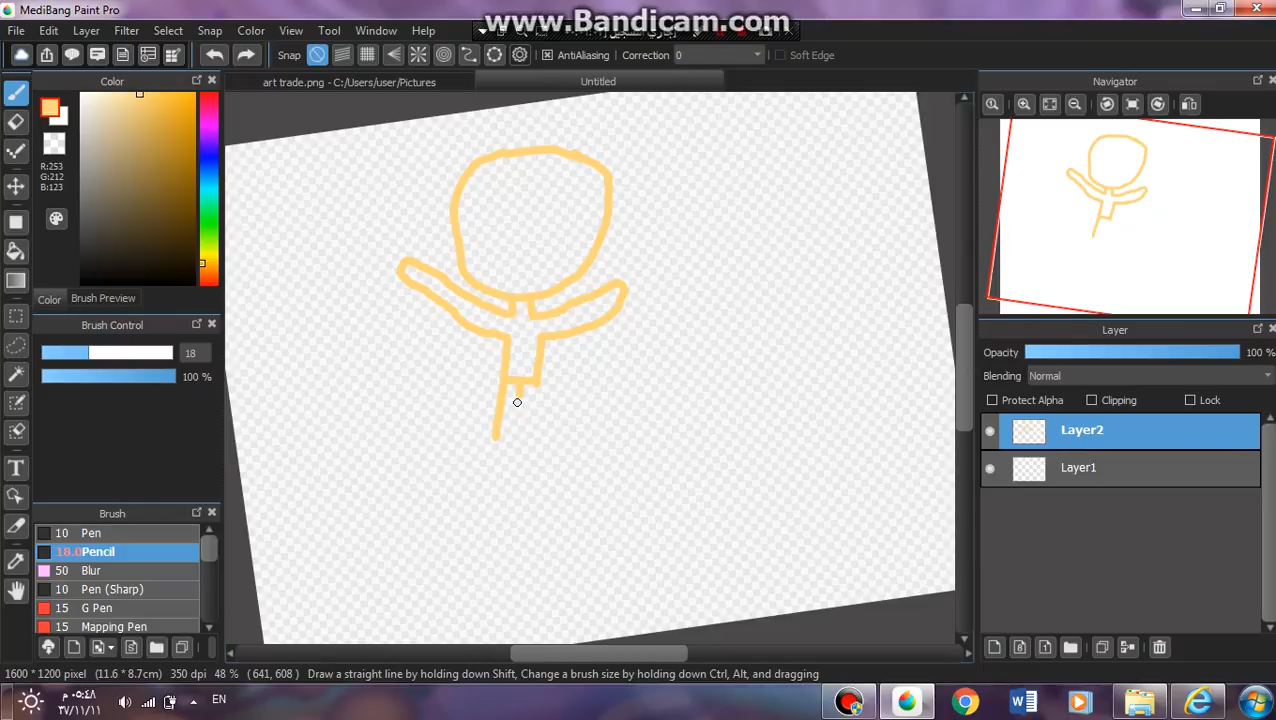 MediBang Paint Pro
www.Bandicam.com
File Edit Layer Filter Select Snap Color View Tool Window Help
Snap AntiAliasing Correction 0 Soft Edge
Color
art trade.png - C:/Users/user/Pictures
Untitled
Navigator
R:253
G:212
B:123
Color Brush Preview
Brush Control
18
100 %
Layer
Opacity 100 %
Blending Normal
Protect Alpha Clipping Lock
Layer2
Layer1
Brush
10 Pen
18.0 Pencil
50 Blur
10 Pen (Sharp)
15 G Pen
15 Mapping Pen
1600 * 1200 pixel (11.6 * 8.7cm) 350 dpi 48 % ( 641, 608 ) Draw a straight line by holding down Shift, Change a brush size by holding down Ctrl, Alt, and dragging
٠٥:٤٨ م
٣٧/١١/١١
EN